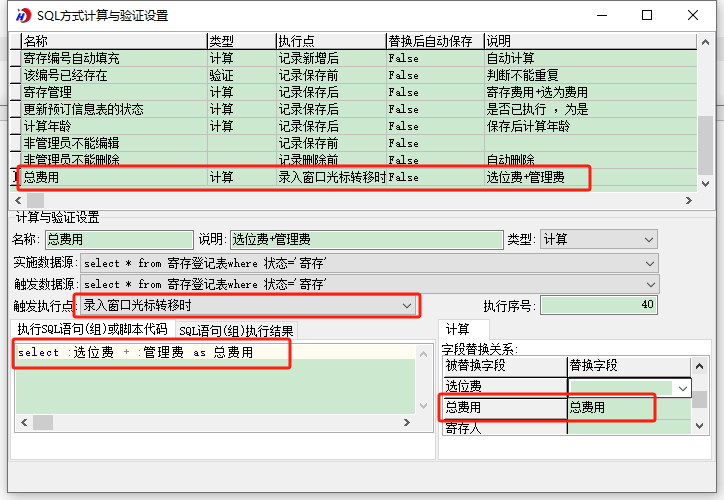 SQL方式计算与验证设置
名称 类型 执行点 替换后自动保存 说明
寄存编号自动填充 计算 记录新增后 False 自动计算
该编号已经存在 验证 记录保存前 False 判断不能重复
寄存管理 计算 记录保存后 False 寄存费用+选为费用
更新预订信息表的状态 计算 记录保存后 False 是否已执行 ，为是
计算年龄 计算 记录保存后 False 保存后计算年龄
非管理员不能编辑 记录保存前 False
非管理员不能删除 记录删除前 False 自动删除
总费用 计算 录入窗口光标转移时 False 选位费+管理费
计算与验证设置
名称: 总费用 说明: 选位费+管理费 类型: 计算
实施数据源: select * from 寄存登记表where 状态='寄存'
触发数据源: select * from 寄存登记表where 状态='寄存'
触发执行点: 录入窗口光标转移时 执行序号: 40
执行SQL语句(组)或脚本代码 SQL语句(组)执行结果 计算
select :选位费 + :管理费 as 总费用
字段替换关系:
被替换字段 替换字段
选位费
总费用 总费用
寄存人